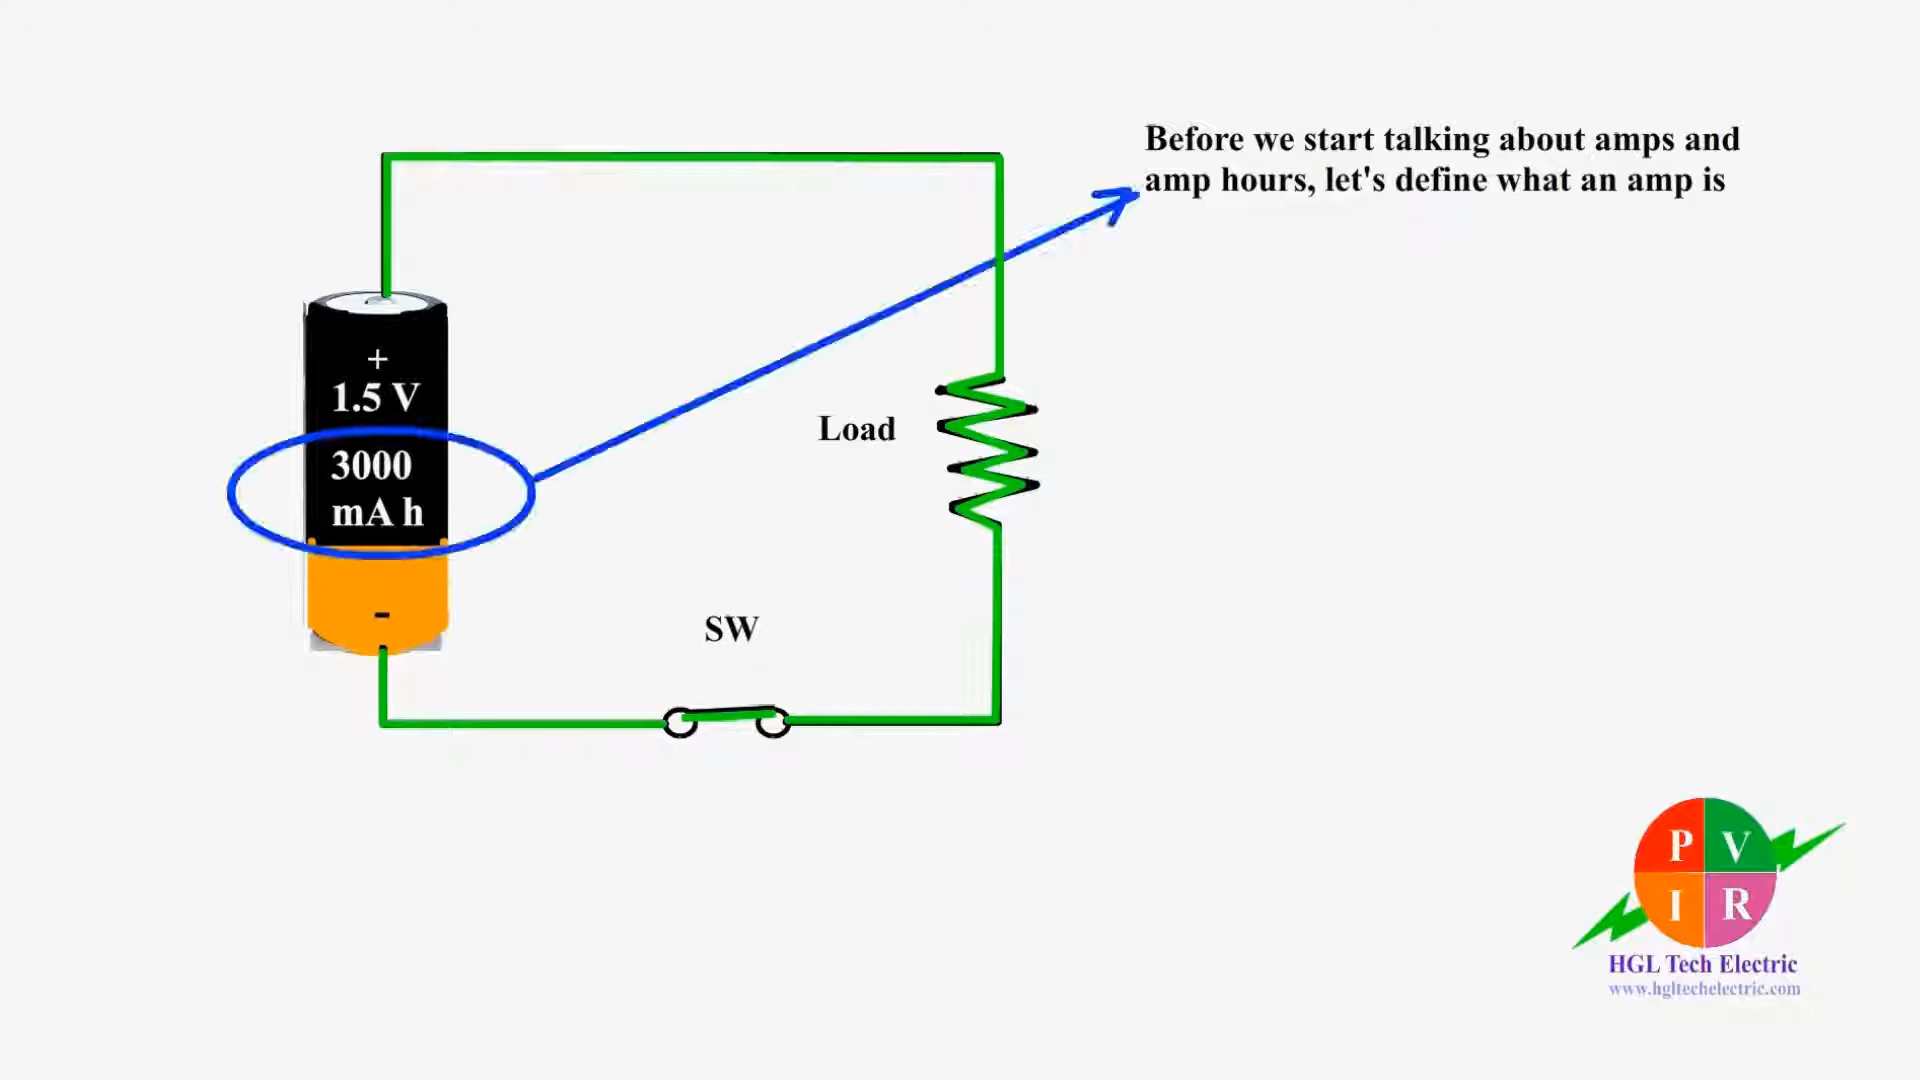 Before we start talking about amps and
amp hours, let's define what an amp is
+
1.5 V
3000
mA h
-
Load
SW
P V
I R
HGL Tech Electric
www.hgltechelectric.com